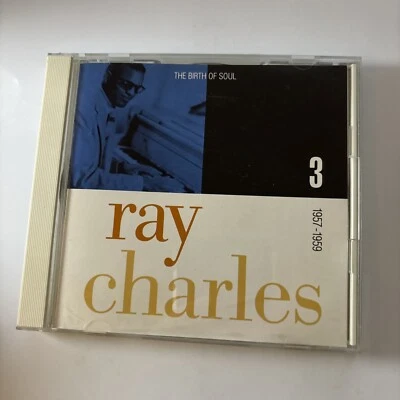 THE BIRTH OF SOUL
3
1957-1959
ray
charles